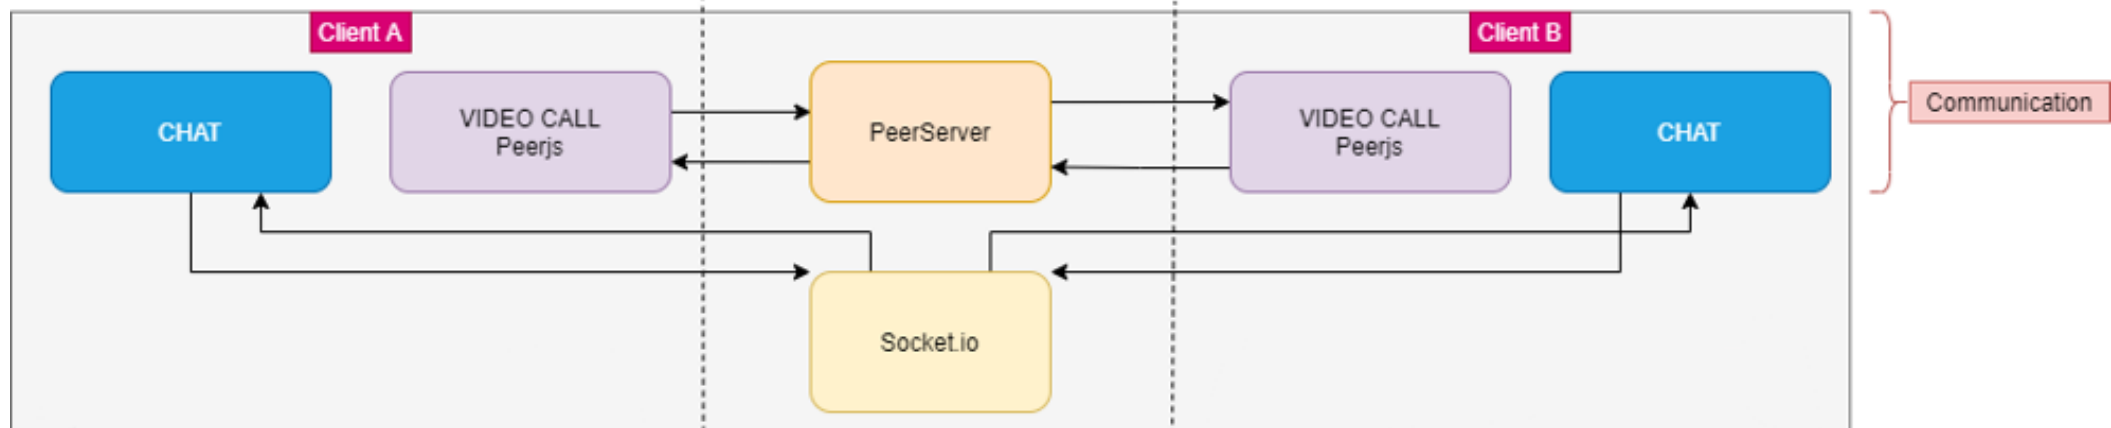 Client A
Client B
CHAT
VIDEO CALL
Peerjs
PeerServer
VIDEO CALL
Peerjs
CHAT
Communication
Socket.io